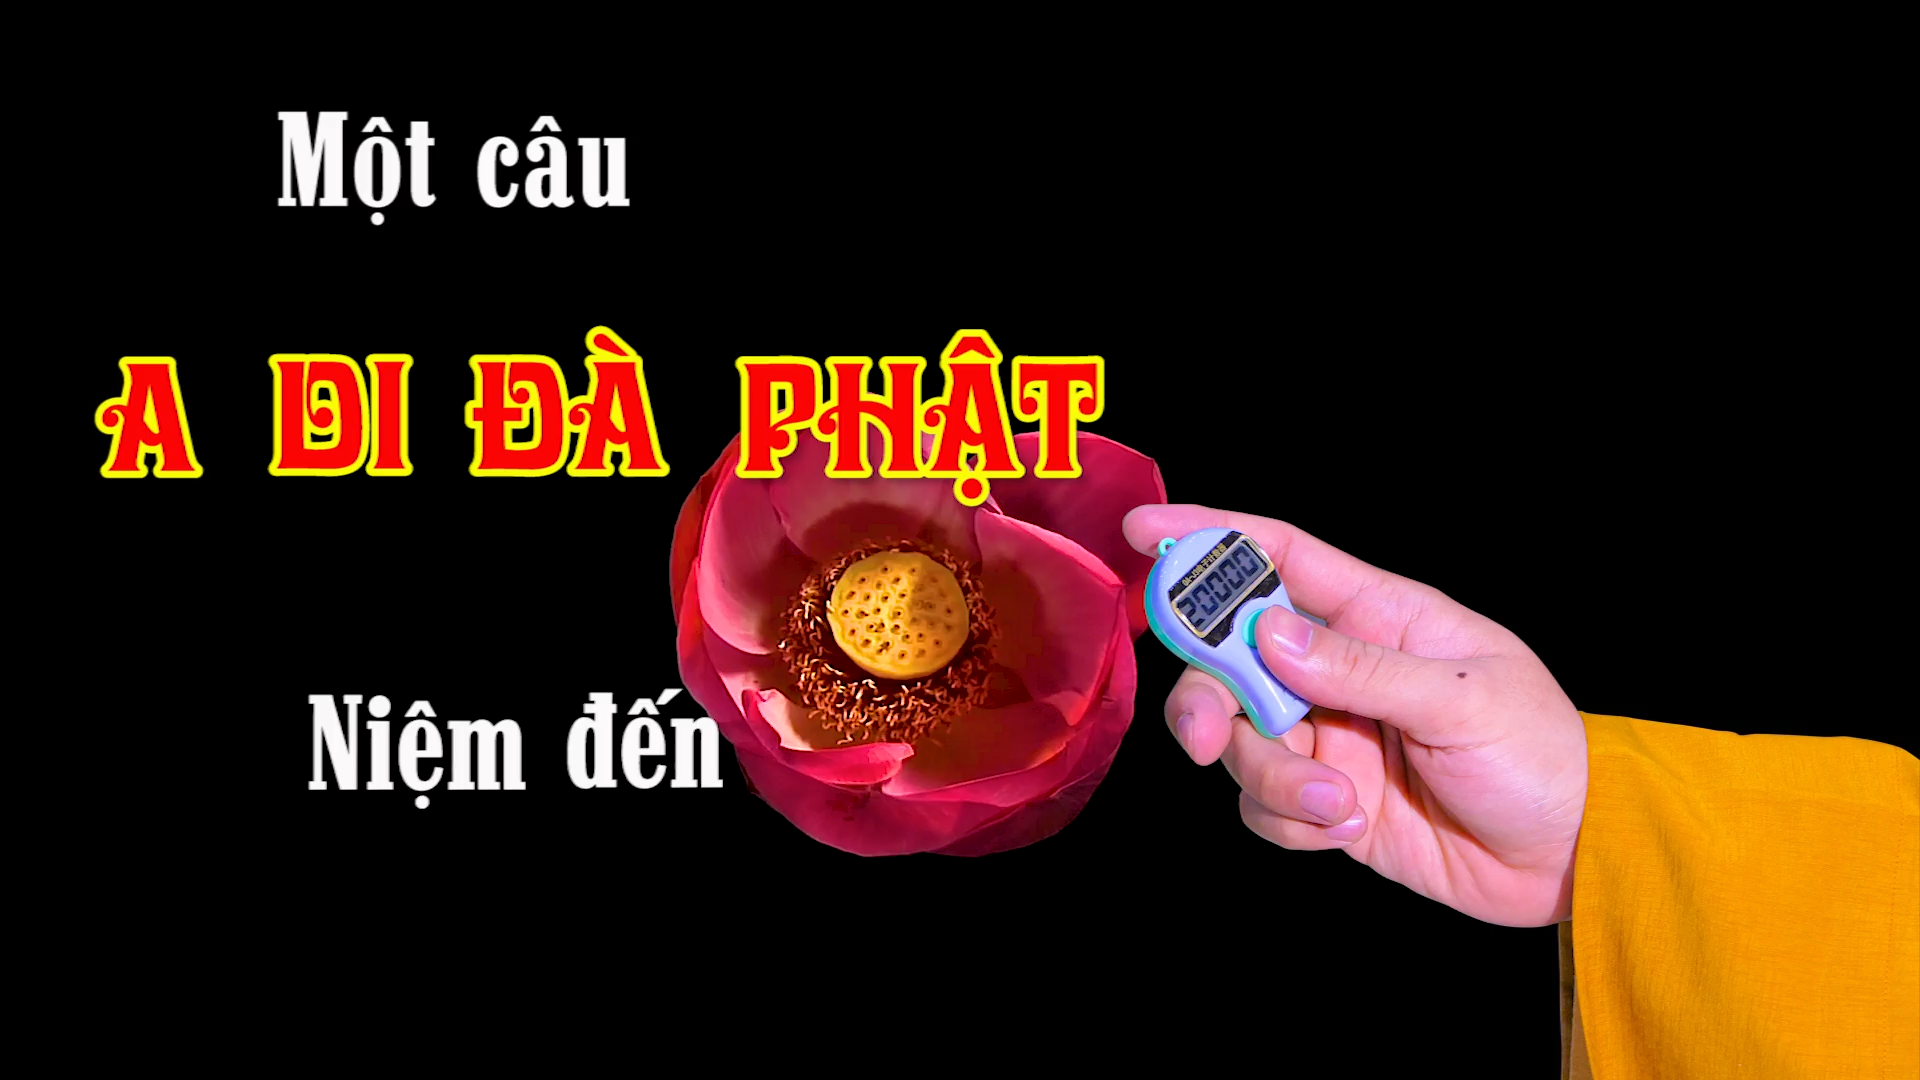 Một câu
A DI ĐÀ PHẬT
Niệm đến
20000